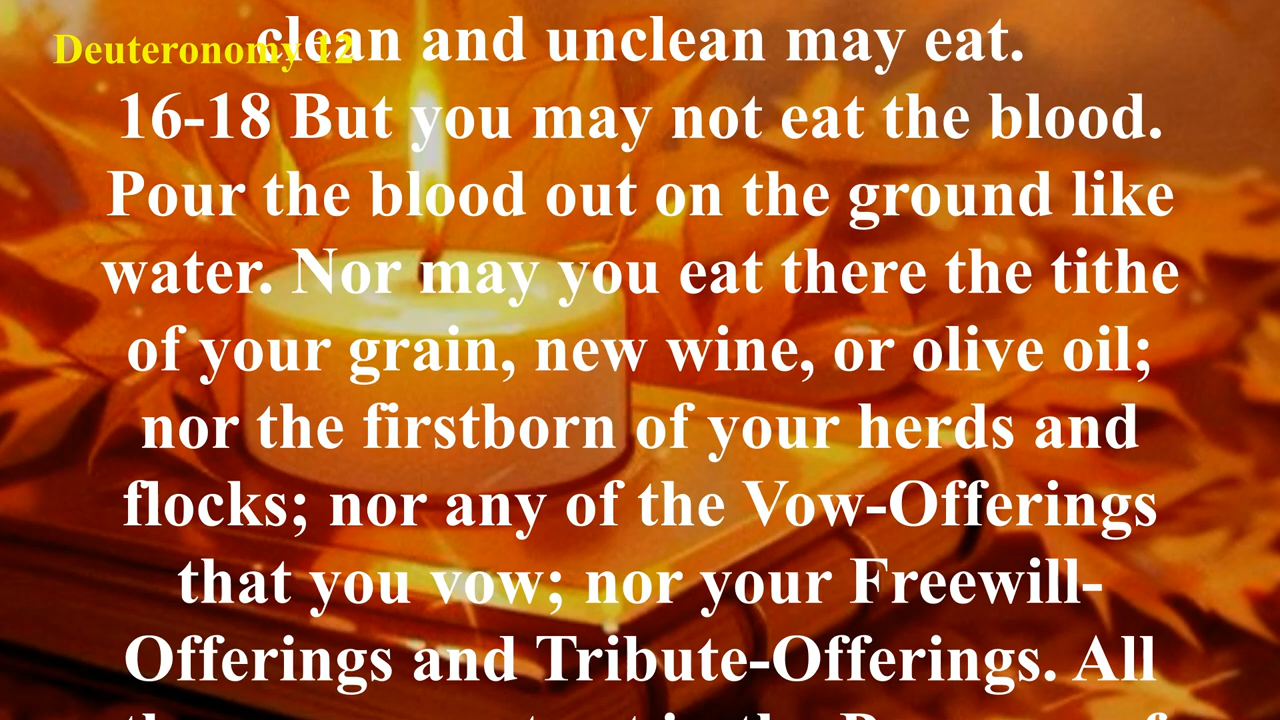 Deuteronomy 12
clean and unclean may eat.
16-18 But you may not eat the blood.
Pour the blood out on the ground like
water. Nor may you eat there the tithe
of your grain, new wine, or olive oil;
nor the firstborn of your herds and
flocks; nor any of the Vow-Offerings
that you vow; nor your Freewill-
Offerings and Tribute-Offerings. All